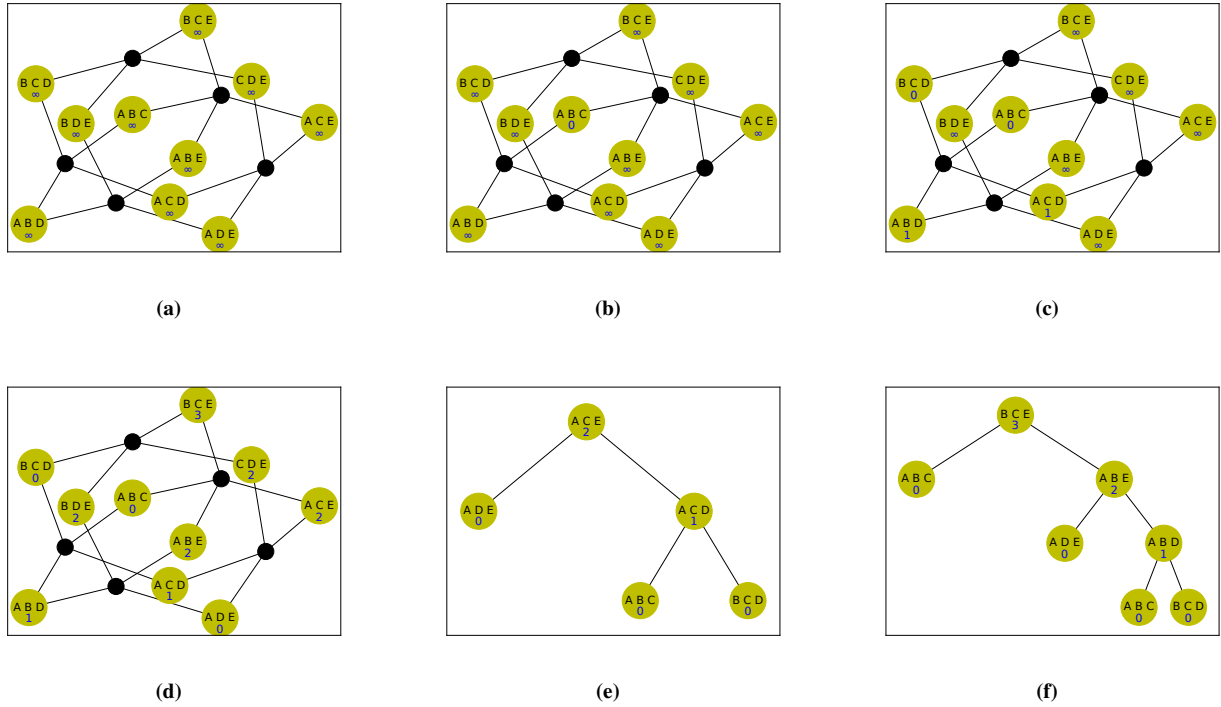 B C E
∞
B C D
∞
C D E
∞
B D E
∞
A B C
∞
A C E
∞
A B E
∞
A C D
∞
A B D
∞
A D E
∞
(a)
B C E
∞
B C D
∞
C D E
∞
B D E
∞
A B C
0
A C E
∞
A B E
∞
A C D
∞
A B D
∞
A D E
∞
(b)
B C E
∞
B C D
0
C D E
∞
B D E
∞
A B C
0
A C E
∞
A B E
∞
A C D
1
A B D
1
A D E
∞
(c)
B C E
3
B C D
0
C D E
2
B D E
2
A B C
0
A C E
2
A B E
2
A C D
1
A B D
1
A D E
0
(d)
A C E
2
A D E
0
A C D
1
A B C
0
B C D
0
(e)
B C E
3
A B C
0
A B E
2
A D E
0
A B D
1
A B C
0
B C D
0
(f)